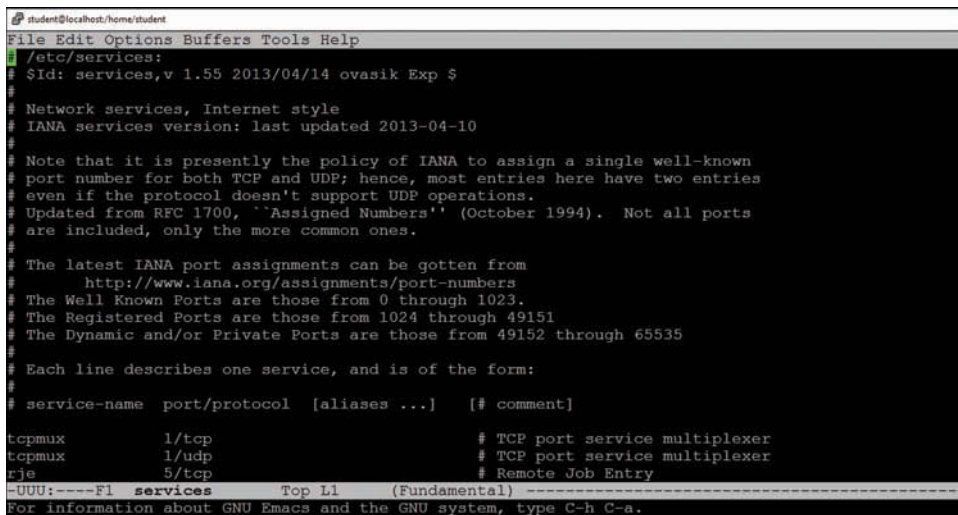 student@localhost:/home/student
File Edit Options Buffers Tools Help
# /etc/services:
# $Id: services,v 1.55 2013/04/14 ovasik Exp $
#
# Network services, Internet style
# IANA services version: last updated 2013-04-10
#
# Note that it is presently the policy of IANA to assign a single well-known
# port number for both TCP and UDP; hence, most entries here have two entries
# even if the protocol doesn't support UDP operations.
# Updated from RFC 1700, ``Assigned Numbers'' (October 1994).  Not all ports
# are included, only the more common ones.
#
# The latest IANA port assignments can be gotten from
#       http://www.iana.org/assignments/port-numbers
# The Well Known Ports are those from 0 through 1023.
# The Registered Ports are those from 1024 through 49151
# The Dynamic and/or Private Ports are those from 49152 through 65535
#
# Each line describes one service, and is of the form:
#
# service-name  port/protocol  [aliases ...]   [# comment]
tcpmux          1/tcp                           # TCP port service multiplexer
tcpmux          1/udp                           # TCP port service multiplexer
rje             5/tcp                           # Remote Job Entry
-UUU:----F1  services       Top L1     (Fundamental) -------------------------------------------
For information about GNU Emacs and the GNU system, type C-h C-a.